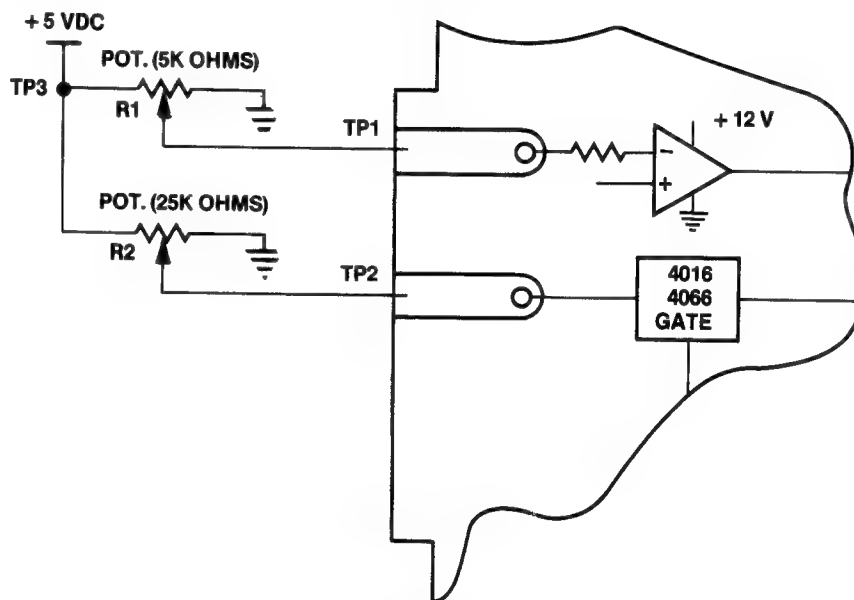 + 5 VDC
POT. (5K OHMS)
TP3
R1
TP1
+ 12 V
−
+
POT. (25K OHMS)
R2
TP2
4016
4066
GATE